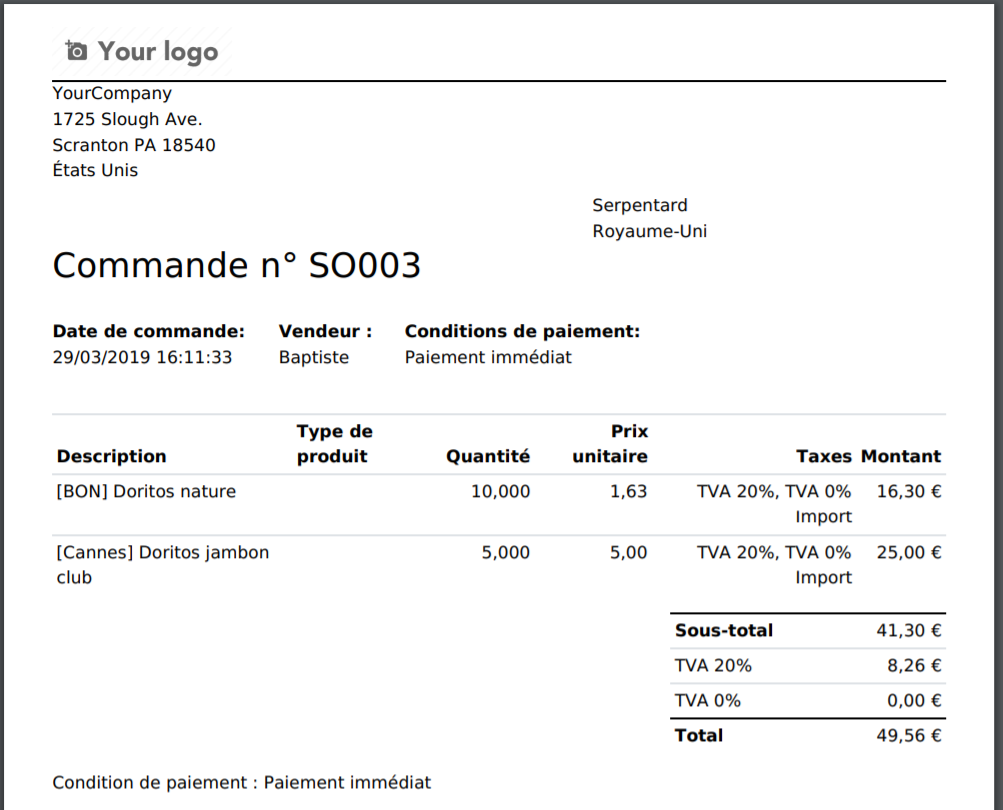 Your logo
YourCompany
1725 Slough Ave.
Scranton PA 18540
États Unis
Serpentard
Royaume-Uni
Commande n° SO003
Date de commande: Vendeur : Conditions de paiement:
29/03/2019 16:11:33 Baptiste Paiement immédiat
Type de Prix
Description produit Quantité unitaire Taxes Montant
[BON] Doritos nature 10,000 1,63 TVA 20%, TVA 0% 16,30 €
Import
[Cannes] Doritos jambon 5,000 5,00 TVA 20%, TVA 0% 25,00 €
club Import
Sous-total 41,30 €
TVA 20% 8,26 €
TVA 0% 0,00 €
Total 49,56 €
Condition de paiement : Paiement immédiat